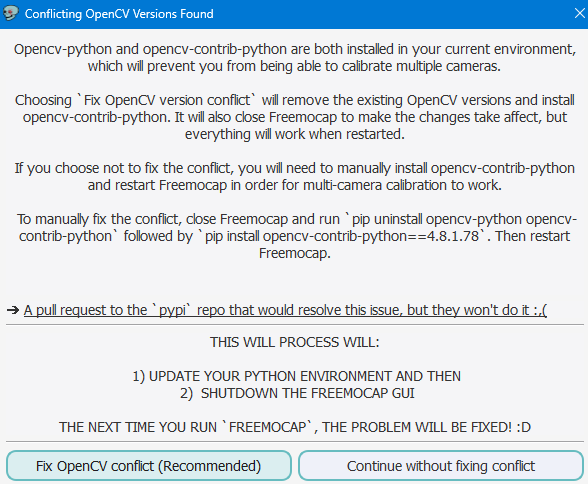 Conflicting OpenCV Versions Found
Opencv-python and opencv-contrib-python are both installed in your current environment,
which will prevent you from being able to calibrate multiple cameras.
Choosing `Fix OpenCV version conflict` will remove the existing OpenCV versions and install
opencv-contrib-python. It will also close Freemocap to make the changes take affect, but
everything will work when restarted.
If you choose not to fix the conflict, you will need to manually install opencv-contrib-python
and restart Freemocap in order for multi-camera calibration to work.
To manually fix the conflict, close Freemocap and run `pip uninstall opencv-python opencv-
contrib-python` followed by `pip install opencv-contrib-python==4.8.1.78`. Then restart
Freemocap.
➔ A pull request to the `pypi` repo that would resolve this issue, but they won't do it :,(
THIS WILL PROCESS WILL:
1) UPDATE YOUR PYTHON ENVIRONMENT AND THEN
2) SHUTDOWN THE FREEMOCAP GUI
THE NEXT TIME YOU RUN `FREEMOCAP`, THE PROBLEM WILL BE FIXED! :D
Fix OpenCV conflict (Recommended)
Continue without fixing conflict